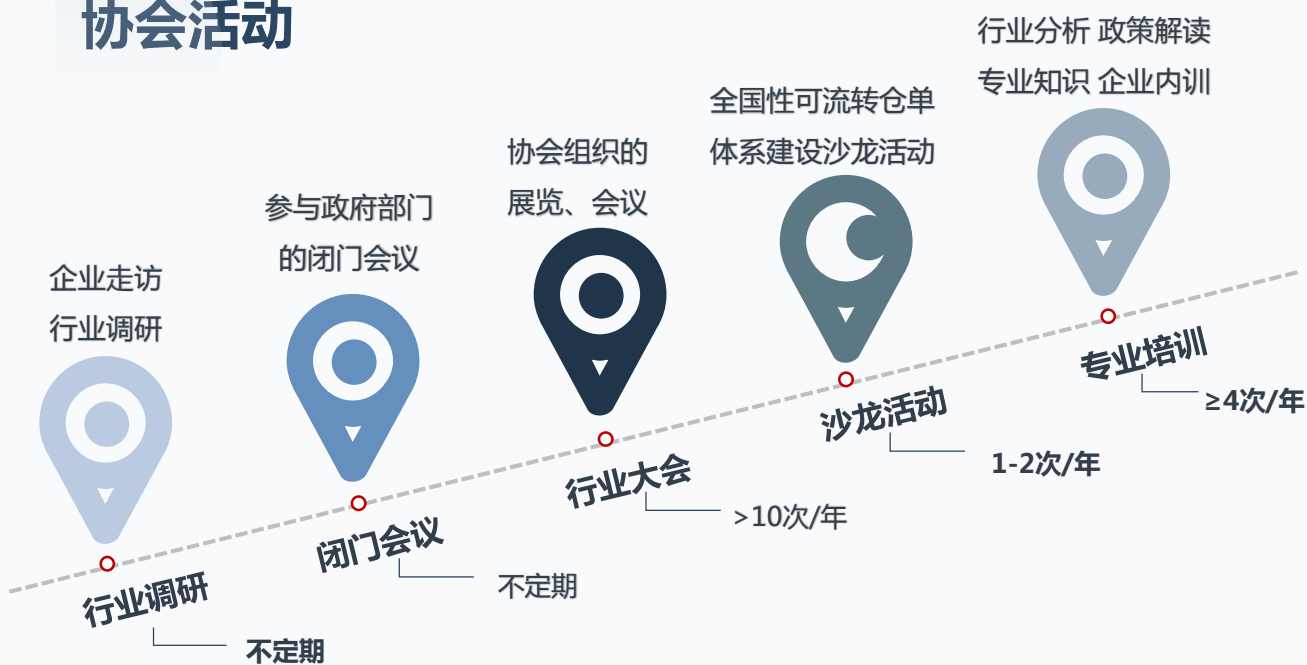 协会活动
企业走访
行业调研
行业调研
不定期
参与政府部门
的闭门会议
闭门会议
不定期
协会组织的
展览、会议
行业大会
>10次/年
全国性可流转仓单
体系建设沙龙活动
沙龙活动
1-2次/年
行业分析 政策解读
专业知识 企业内训
专业培训
≥4次/年